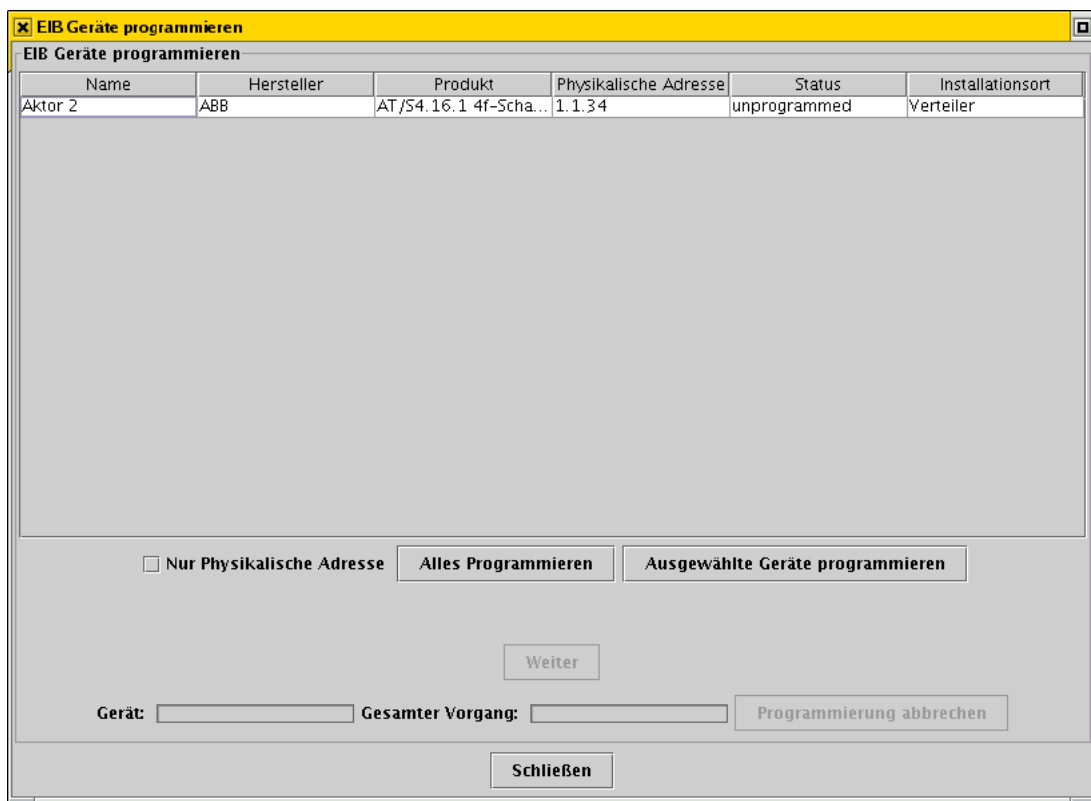 EIB Geräte programmieren
EIB Geräte programmieren
Name Hersteller Produkt Physikalische Adresse Status Installationsort
Aktor 2 ABB AT/S4.16.1 4f-Scha... 1.1.34 unprogrammed Verteiler
Nur Physikalische Adresse Alles Programmieren Ausgewählte Geräte programmieren
Weiter
Gerät: Gesamter Vorgang: Programmierung abbrechen
Schließen